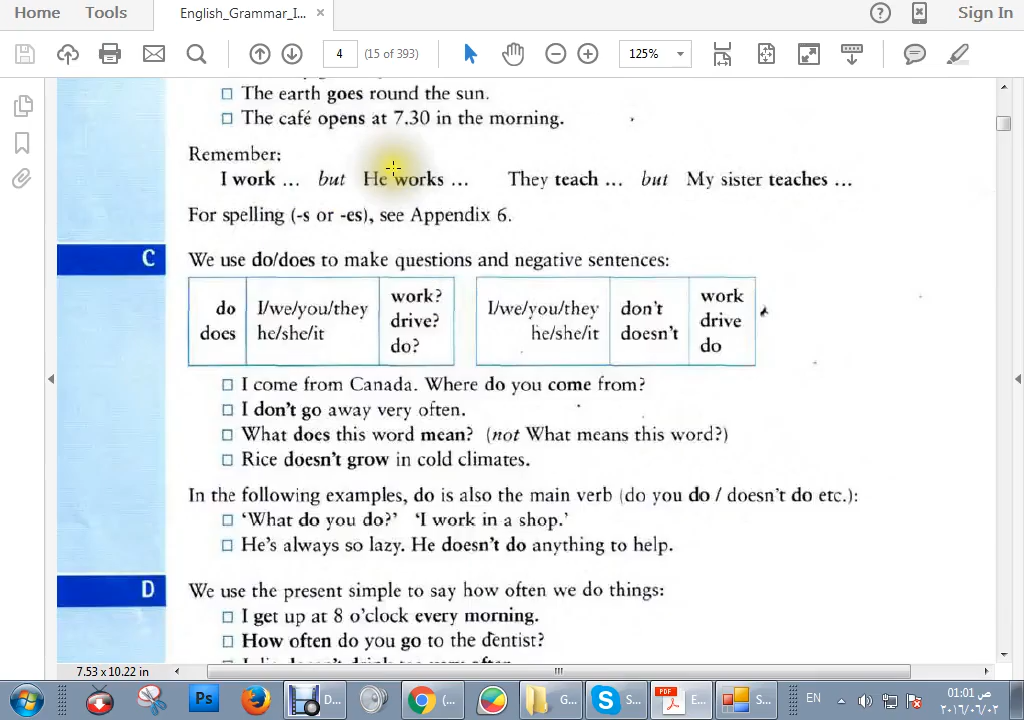 Home Tools English_Grammar_I... × Sign In
4 (15 of 393) 125%
□ The earth goes round the sun.
□ The café opens at 7.30 in the morning.
Remember:
I work ... but He works ... They teach ... but My sister teaches ...
For spelling (-s or -es), see Appendix 6.
C
We use do/does to make questions and negative sentences:
do I/we/you/they work?
does he/she/it drive?
do?
I/we/you/they don't work
he/she/it doesn't drive
do
□ I come from Canada. Where do you come from?
□ I don't go away very often.
□ What does this word mean? (not What means this word?)
□ Rice doesn't grow in cold climates.
In the following examples, do is also the main verb (do you do / doesn't do etc.):
□ 'What do you do?' 'I work in a shop.'
□ He's always so lazy. He doesn't do anything to help.
D
We use the present simple to say how often we do things:
□ I get up at 8 o'clock every morning.
□ How often do you go to the dentist?
7.53 x 10.22 in
Ps D... (... G... S... PDF E... S... EN 01:01 ص
٢٠١٦/٠٦/٠٢